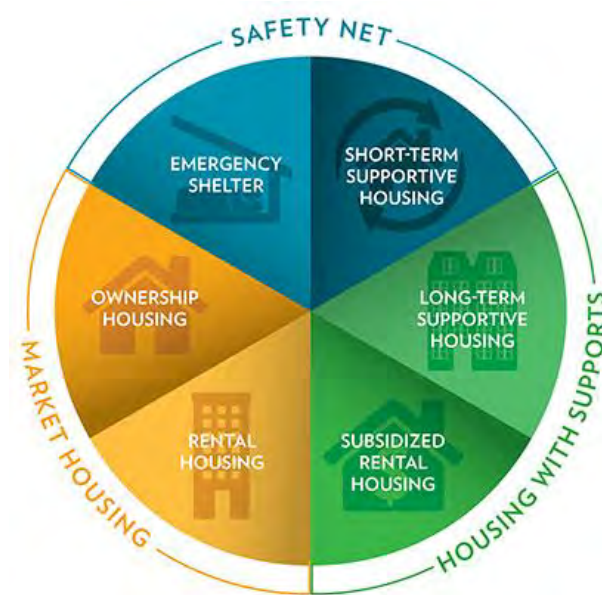 SAFETY NET
EMERGENCY
SHELTER
SHORT-TERM
SUPPORTIVE
HOUSING
OWNERSHIP
HOUSING
LONG-TERM
SUPPORTIVE
HOUSING
RENTAL
HOUSING
SUBSIDIZED
RENTAL
HOUSING
MARKET HOUSING
HOUSING WITH SUPPORTS